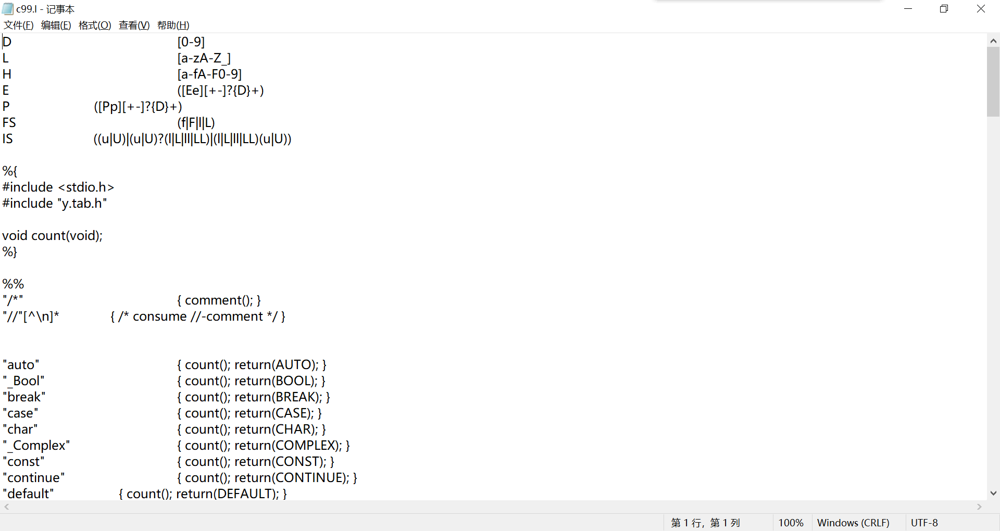 c99.l - 记事本
文件(F) 编辑(E) 格式(O) 查看(V) 帮助(H)
D [0-9]
L [a-zA-Z_]
H [a-fA-F0-9]
E ([Ee][+-]?{D}+)
P ([Pp][+-]?{D}+)
FS (f|F|l|L)
IS ((u|U)|(u|U)?(l|L|ll|LL)|(l|L|ll|LL)(u|U))
%{
#include <stdio.h>
#include "y.tab.h"
void count(void);
%}
%%
"/*" { comment(); }
"//"[^\n]* { /* consume //-comment */ }
"auto" { count(); return(AUTO); }
"_Bool" { count(); return(BOOL); }
"break" { count(); return(BREAK); }
"case" { count(); return(CASE); }
"char" { count(); return(CHAR); }
"_Complex" { count(); return(COMPLEX); }
"const" { count(); return(CONST); }
"continue" { count(); return(CONTINUE); }
"default" { count(); return(DEFAULT); }
第 1 行，第 1 列 100% Windows (CRLF) UTF-8